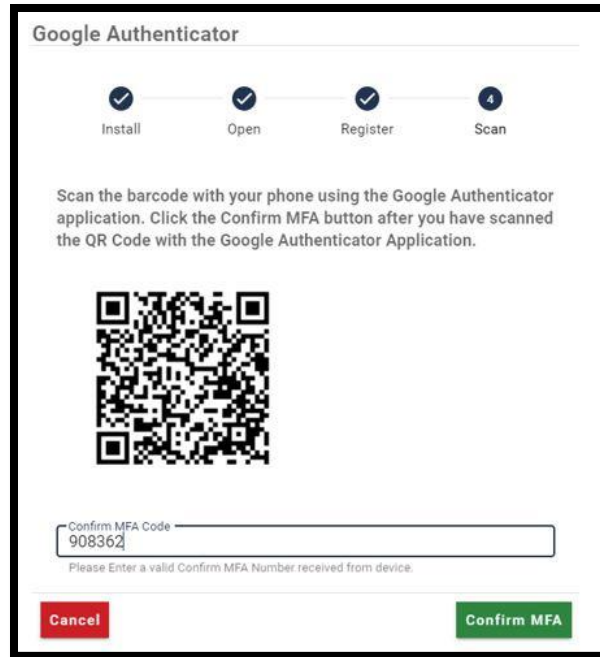 Google Authenticator
4
Install Open Register Scan
Scan the barcode with your phone using the Google Authenticator
application. Click the Confirm MFA button after you have scanned
the QR Code with the Google Authenticator Application.
Confirm MFA Code
908362
Please Enter a valid Confirm MFA Number received from device.
Cancel Confirm MFA